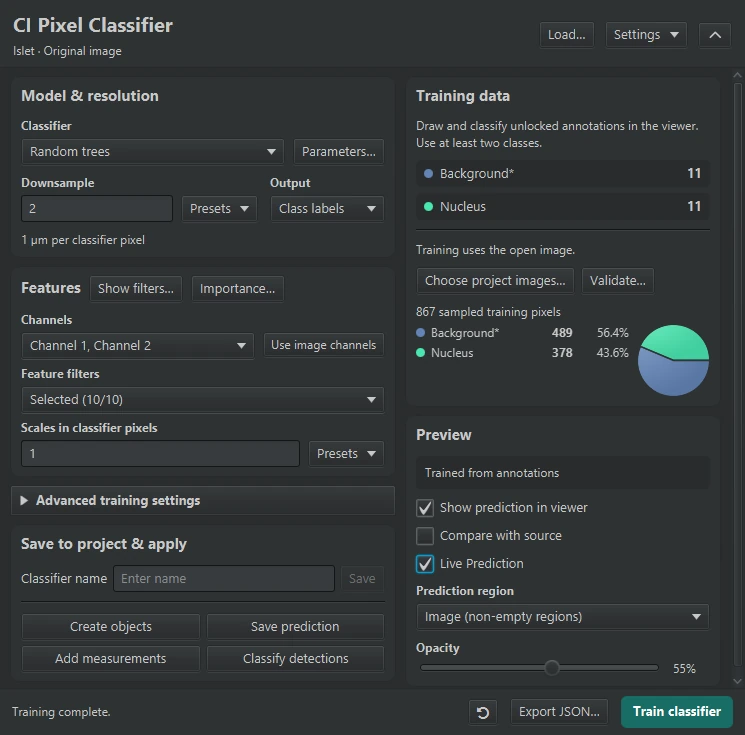 CI Pixel Classifier
Islet · Original image
Load...
Settings
Model & resolution
Classifier
Random trees
Parameters...
Downsample
Output
2
Presets
Class labels
1 µm per classifier pixel
Features
Show filters...
Importance...
Channels
Channel 1, Channel 2
Use image channels
Feature filters
Selected (10/10)
Scales in classifier pixels
1
Presets
Advanced training settings
Save to project & apply
Classifier name
Enter name
Save
Create objects
Save prediction
Add measurements
Classify detections
Training data
Draw and classify unlocked annotations in the viewer.
Use at least two classes.
Background* 11
Nucleus 11
Training uses the open image.
Choose project images...
Validate...
867 sampled training pixels
Background* 489 56.4%
Nucleus 378 43.6%
Preview
Trained from annotations
Show prediction in viewer
Compare with source
Live Prediction
Prediction region
Image (non-empty regions)
Opacity
55%
Training complete.
Export JSON...
Train classifier